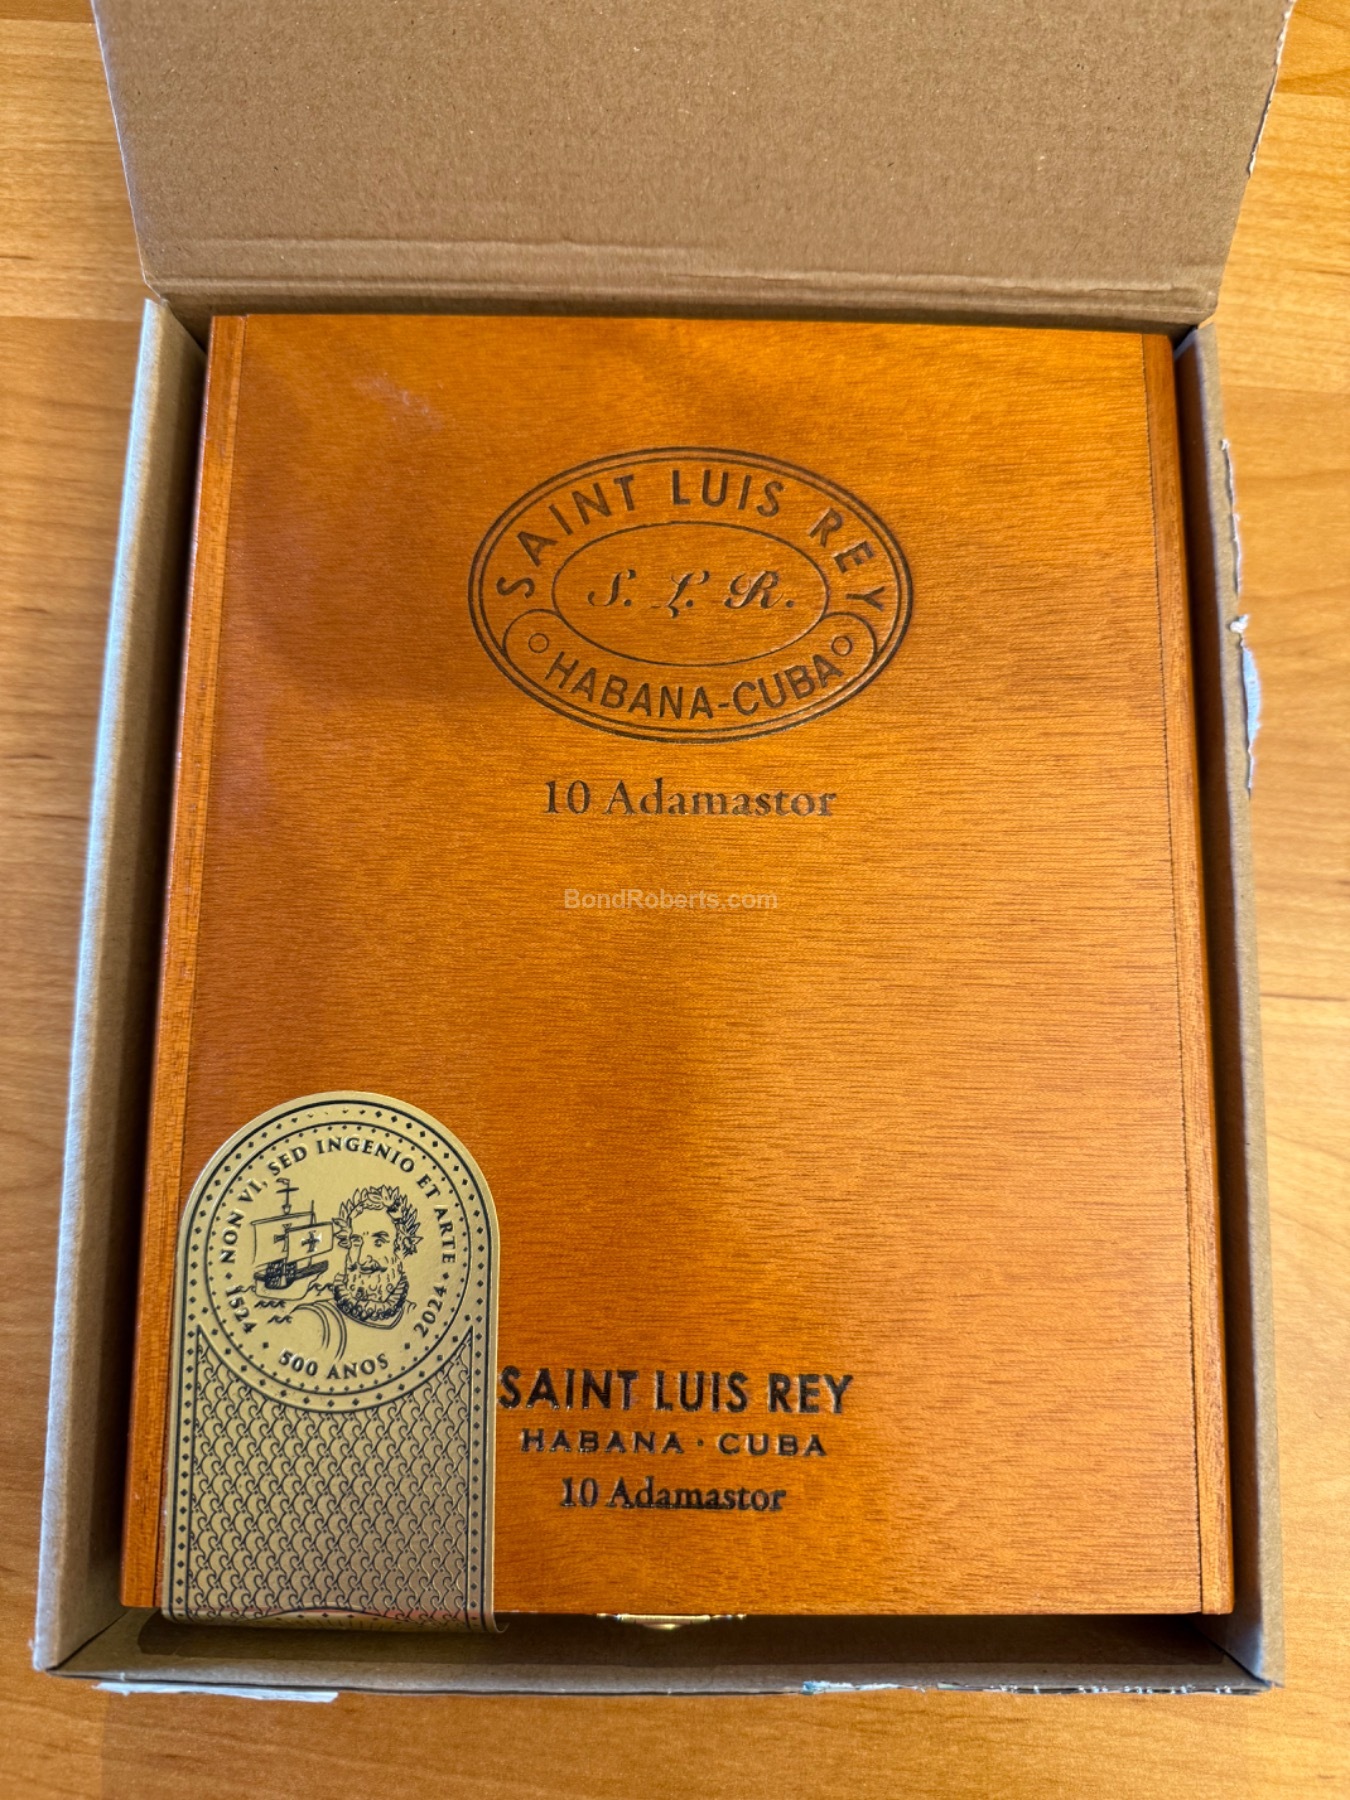 SAINT LUIS REY
S. L. R.
HABANA-CUBA
10 Adamastor
BondRoberts.com
NON VI, SED INGENIO ET ARTE
1524 • 500 ANOS • 2024
SAINT LUIS REY
HABANA · CUBA
10 Adamastor